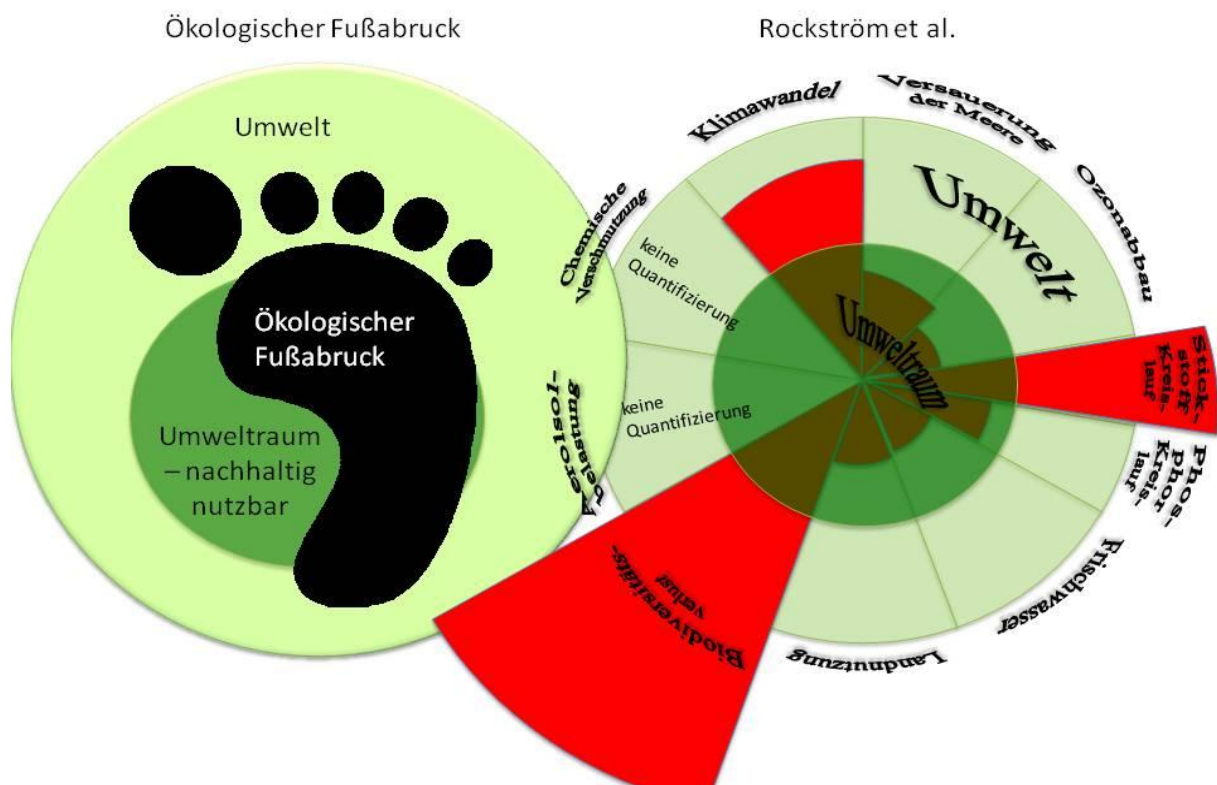 Ökologischer Fußabruck
Umwelt
Ökologischer
Fußabruck
Umweltraum
– nachhaltig
nutzbar
Rockström et al.
Klimawandel
Versauerung
der Meere
Ozonabbau
Stick-
stoff
Kreis-
lauf
Phos-
phor
Kreis-
lauf
Frischwasser
Landnutzung
Biodiversitäts-
verlust
Aerolsol-
belastung
Chemische
Verschmutzung
keine
Quantifizierung
keine
Quantifizierung
Umwelt
Umweltraum